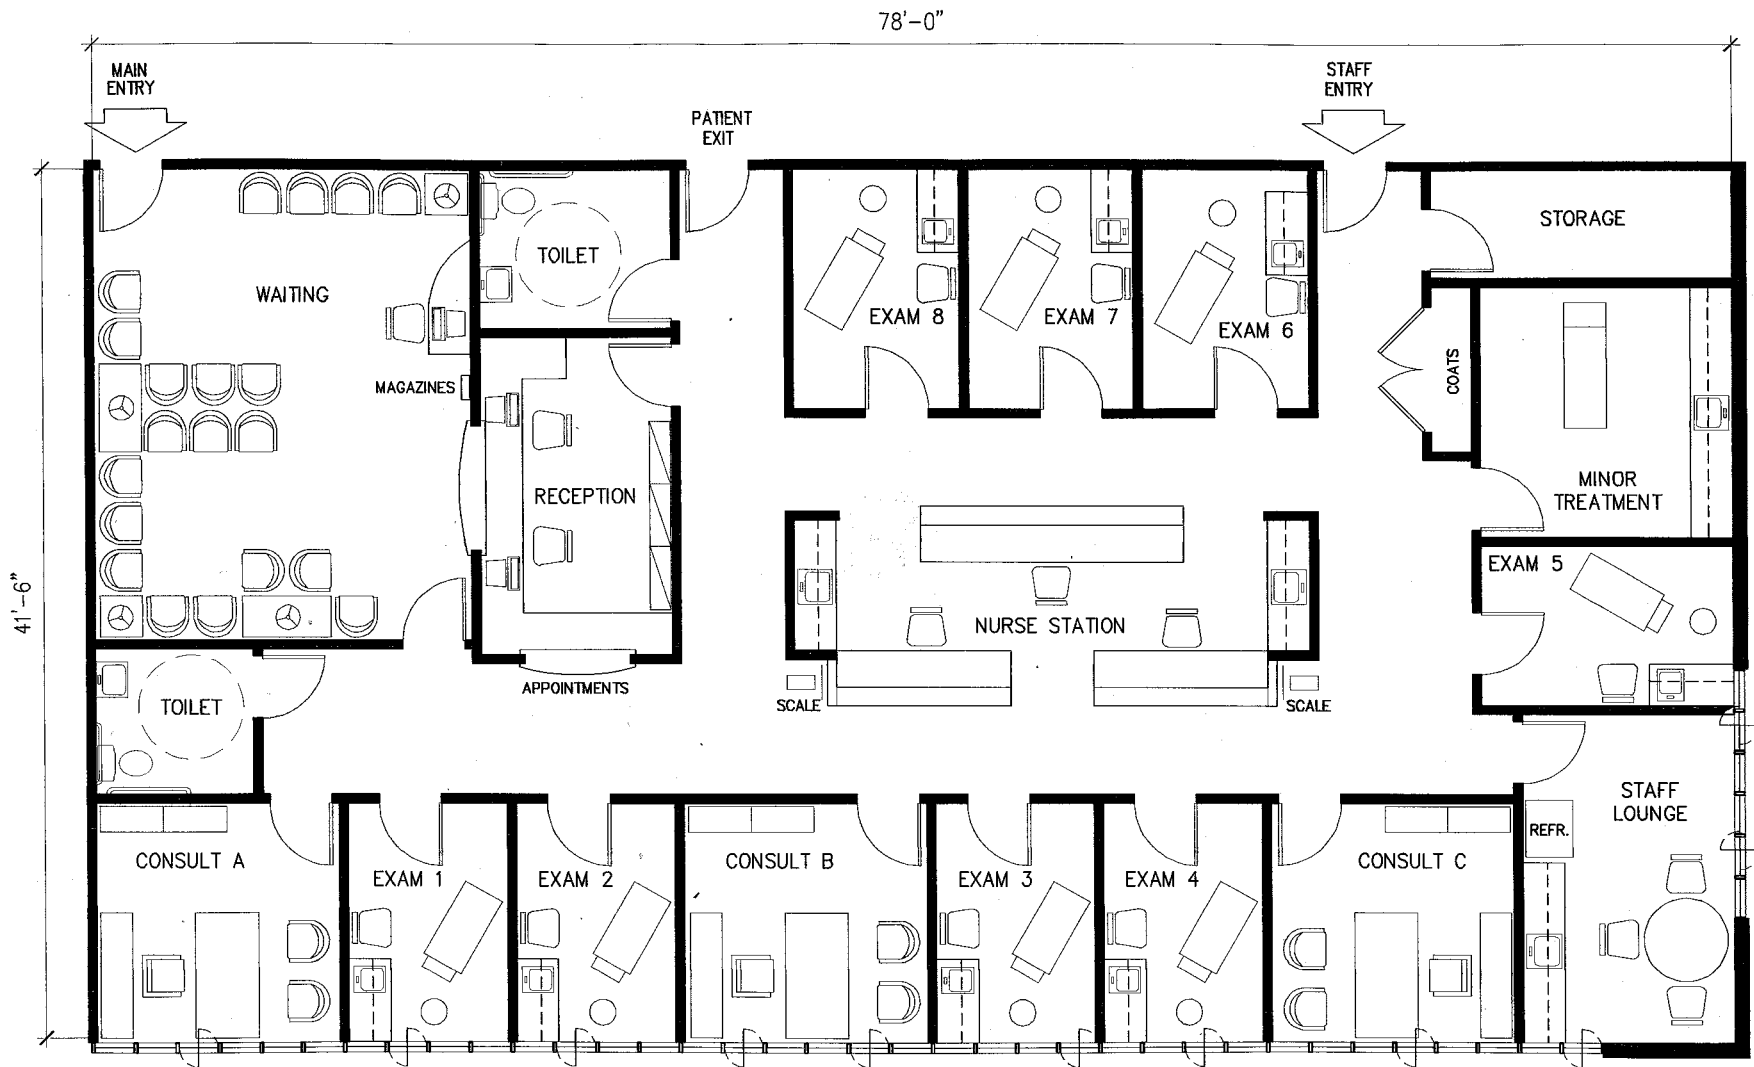 78'-0"
MAIN
ENTRY
STAFF
ENTRY
PATIENT
EXIT
STORAGE
TOILET
WAITING
EXAM 8
EXAM 7
EXAM 6
COATS
MAGAZINES
RECEPTION
MINOR
TREATMENT
EXAM 5
41'-6"
NURSE STATION
APPOINTMENTS
SCALE
SCALE
TOILET
STAFF
LOUNGE
REFR.
CONSULT A
EXAM 1
EXAM 2
CONSULT B
EXAM 3
EXAM 4
CONSULT C